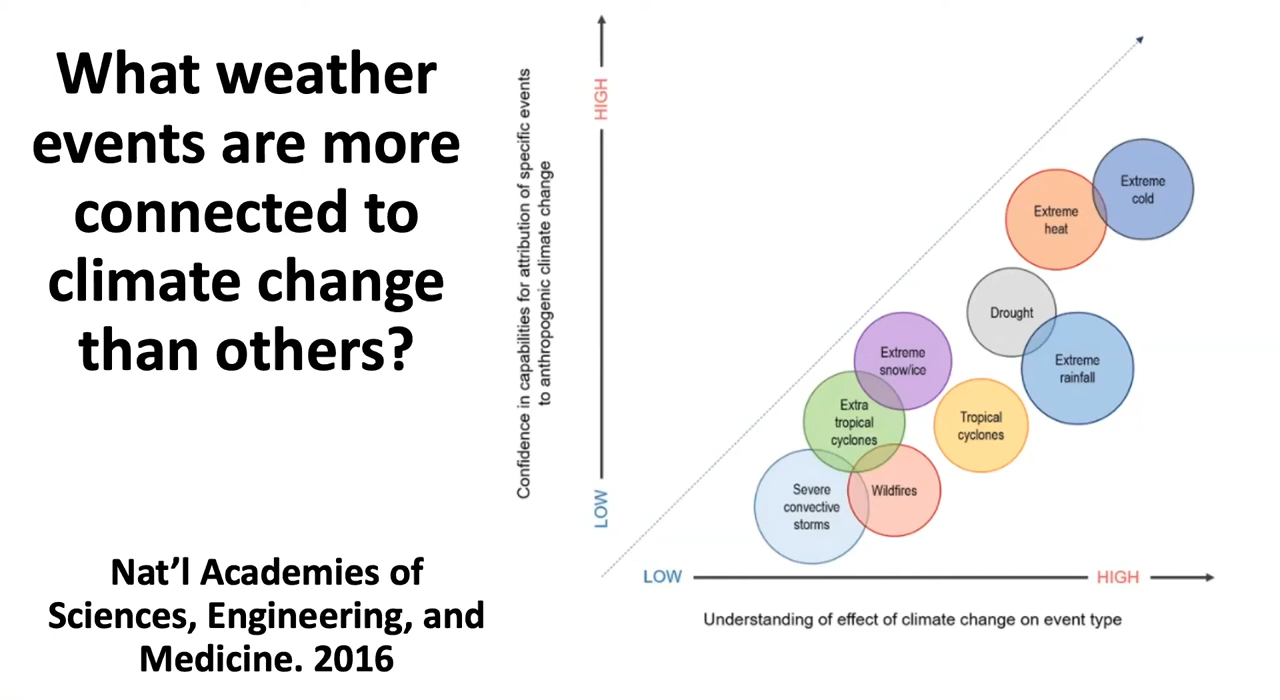 What weather
events are more
connected to
climate change
than others?
Nat’l Academies of
Sciences, Engineering, and
Medicine. 2016
Confidence in capabilities for attribution of specific events
to anthropogenic climate change
HIGH
LOW
Extreme
cold
Extreme
heat
Drought
Extreme
snow/ice
Extreme
rainfall
Extra
tropical
cyclones
Tropical
cyclones
Severe
convective
storms
Wildfires
LOW
HIGH
Understanding of effect of climate change on event type